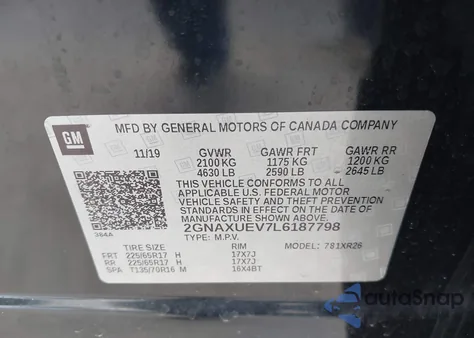 GM
MFD BY GENERAL MOTORS OF CANADA COMPANY
11/19 GVWR GAWR FRT GAWR RR
2100 KG 1175 KG 1200 KG
4630 LB 2590 LB 2645 LB
THIS VEHICLE CONFORMS TO ALL APPLICABLE
U.S. FEDERAL MOTOR VEHICLE SAFETY, BUMPER, AND
THEFT PREVENTION STANDARDS IN EFFECT ON THE DATE OF
MANUFACTURE SHOWN ABOVE.
2GNAXUEV7L6187798
TYPE: M.P.V. MODEL: 781XR26
384A
TIRE SIZE RIM
FRT 225/65R17 H 17X7J
RR 225/65R17 H 17X7J
SPA T135/70R16 M 16X4BT
autoSnap